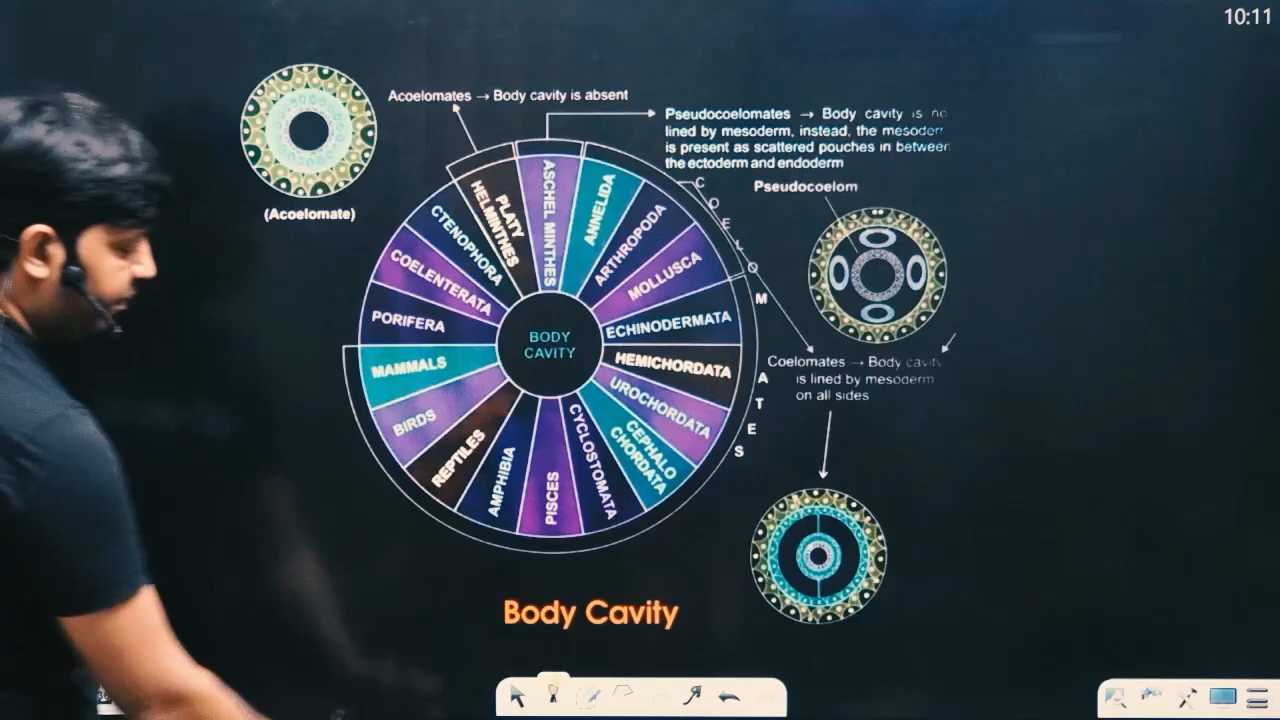 10:11
Acoelomates → Body cavity is absent
Pseudocoelomates → Body cavity is
lined by mesoderm, instead, the mesoderm
is present as scattered pouches in between
the ectoderm and endoderm
Pseudocoelom
(Acoelomate)
COELOMATES
PLATY
HELMINTHES
ASCHEL MINTHES
ANNELIDA
ARTHROPODA
MOLLUSCA
ECHINODERMATA
HEMICHORDATA
UROCHORDATA
CEPHALO
CHORDATA
CYCLOSTOMATA
PISCES
AMPHIBIA
REPTILES
BIRDS
MAMMALS
PORIFERA
COELENTERATA
CTENOPHORA
BODY
CAVITY
Coelomates → Body cavity
is lined by mesoderm
on all sides
Body Cavity